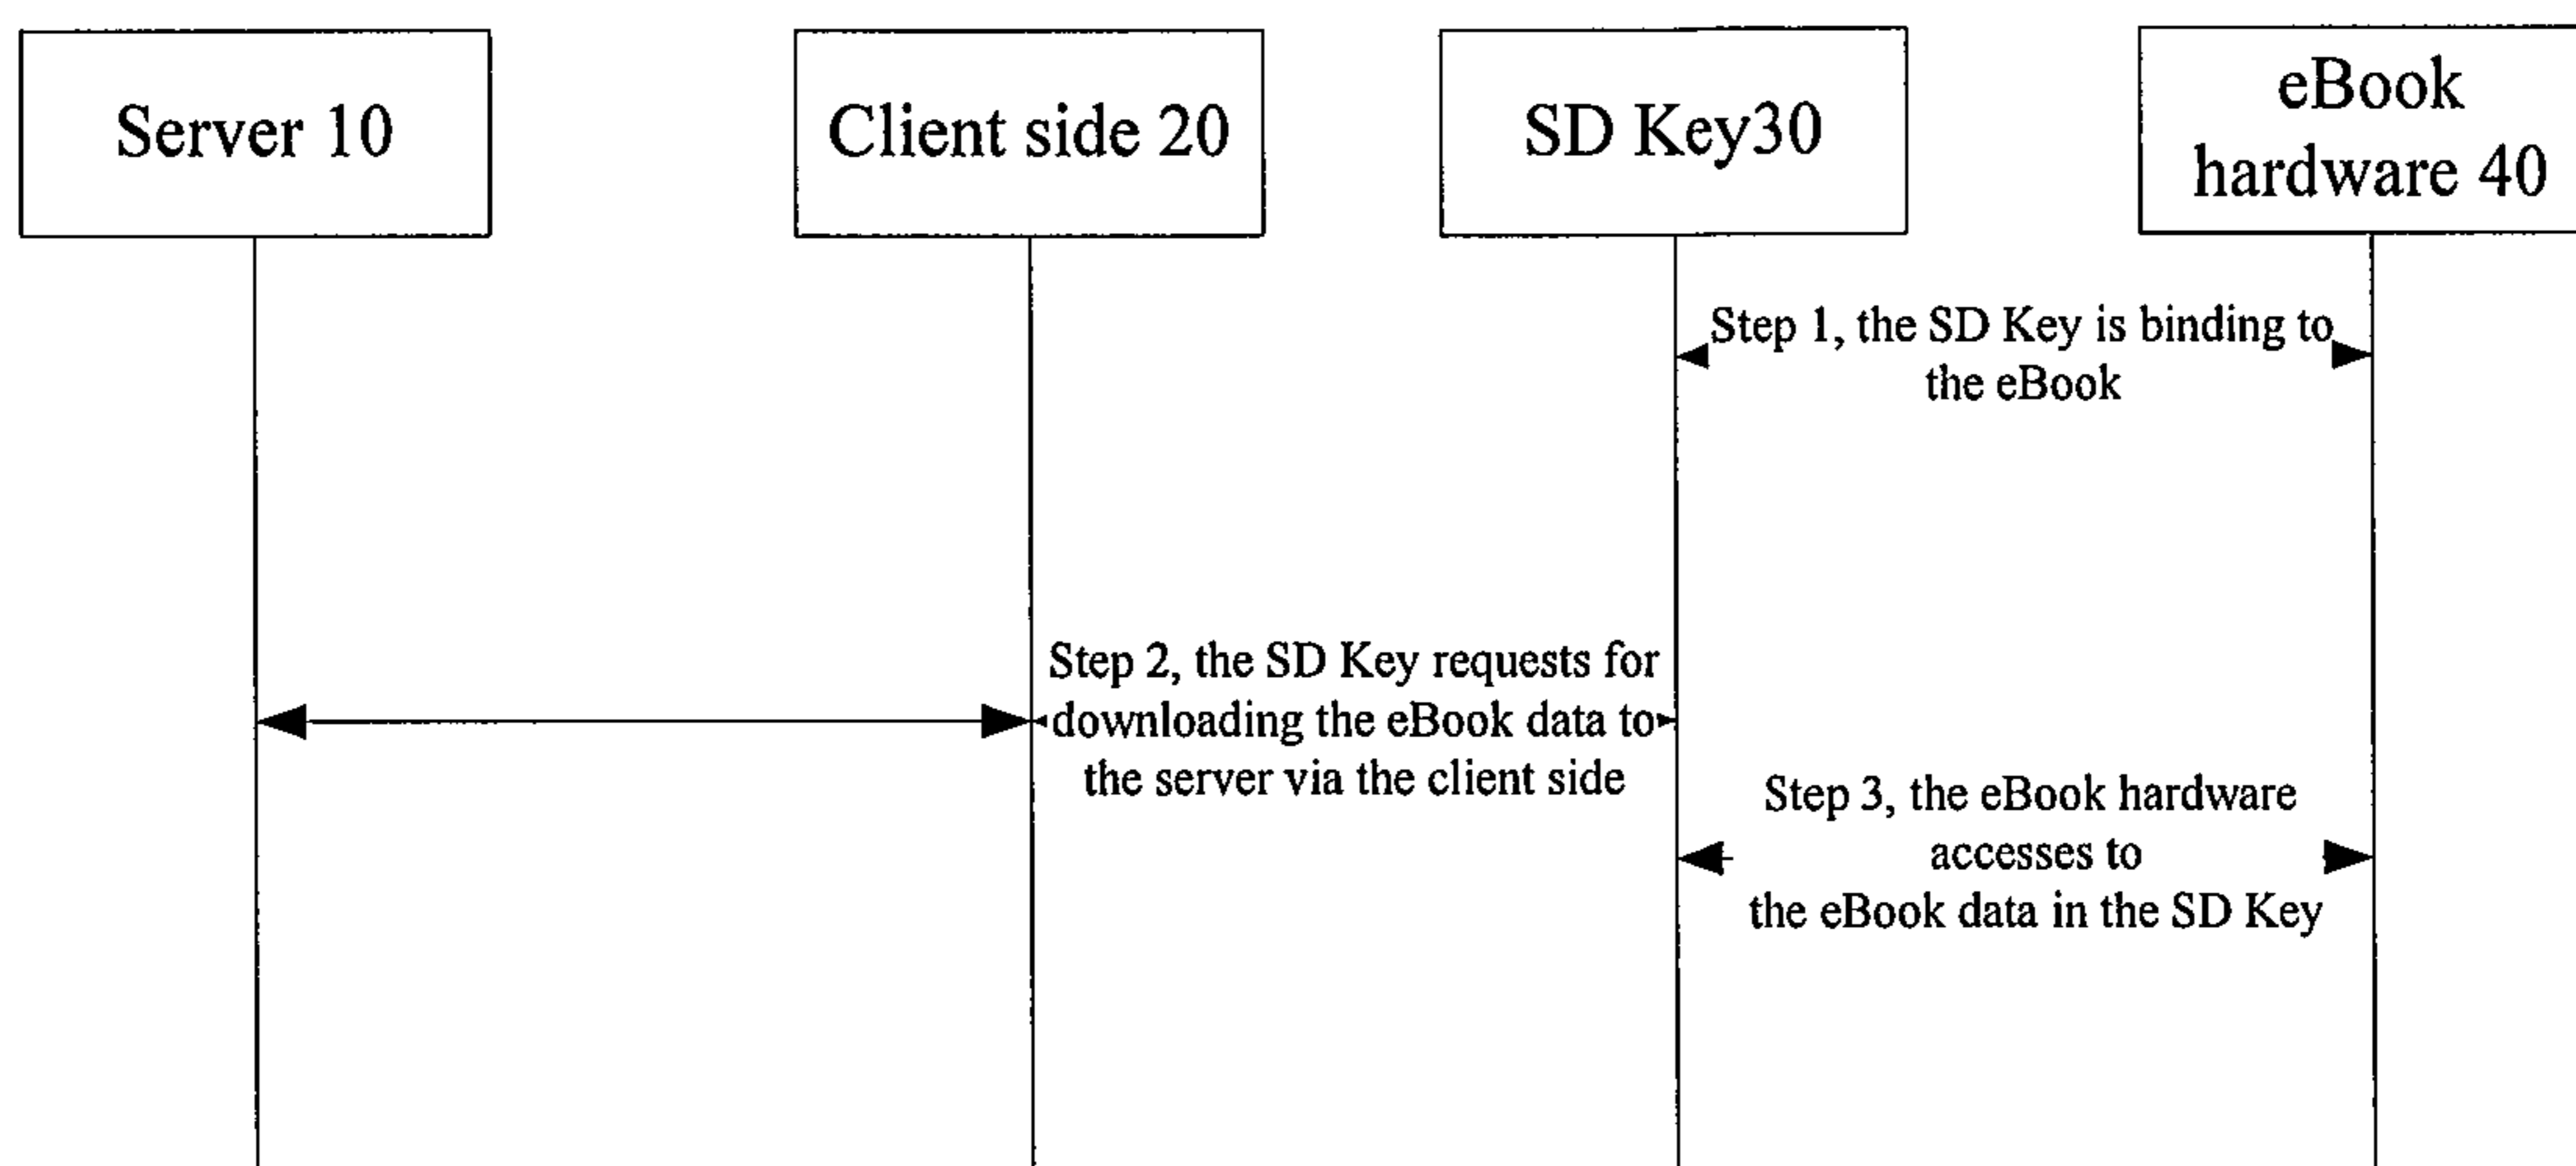 Server 10
Client side 20
SD Key30
eBook
hardware 40
Step 1, the SD Key is binding to
the eBook
Step 2, the SD Key requests for
downloading the eBook data to
the server via the client side
Step 3, the eBook hardware
accesses to
the eBook data in the SD Key